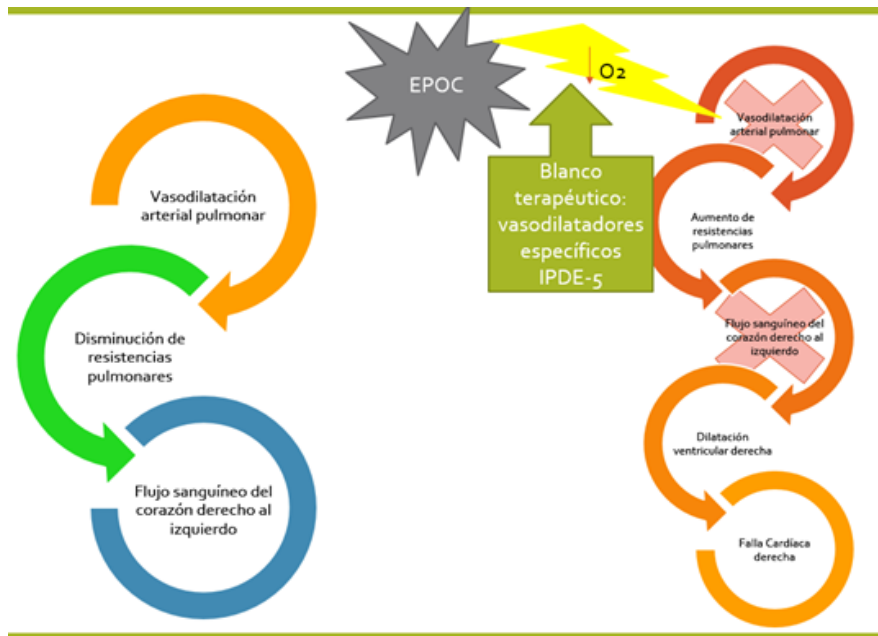 Vasodilatación
arterial pulmonar
Disminución de
resistencias
pulmonares
Flujo sanguíneo del
corazón derecho al
izquierdo
EPOC
O2
Blanco
terapéutico:
vasodilatadores
específicos
IPDE-5
Vasodilatación
arterial pulmonar
Aumento de
resistencias
pulmonares
Flujo sanguíneo del
corazón derecho al
izquierdo
Dilatación
ventricular derecha
Falla Cardíaca
derecha